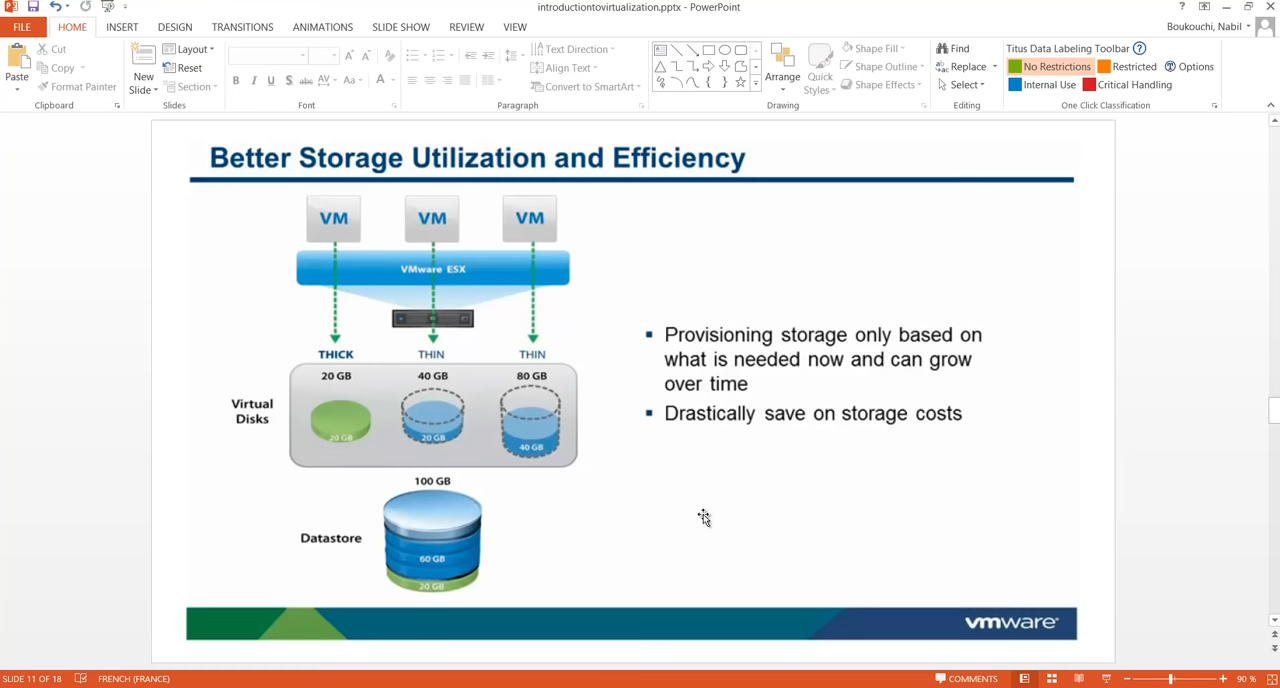 introductiontovirtualization.pptx - PowerPoint
FILE HOME INSERT DESIGN TRANSITIONS ANIMATIONS SLIDE SHOW REVIEW VIEW
Boukouchi, Nabil
Paste
Cut
Copy
Format Painter
Clipboard
New Slide
Layout
Reset
Section
Slides
B I U S abc AV Aa A
Font
Text Direction
Align Text
Convert to SmartArt
Paragraph
Arrange
Quick Styles
Shape Fill
Shape Outline
Shape Effects
Drawing
Find
Replace
Select
Editing
Titus Data Labeling Toolbar
No Restrictions Restricted Options
Internal Use Critical Handling
One Click Classification
Better Storage Utilization and Efficiency
VM VM VM
VMware ESX
THICK THIN THIN
20 GB 40 GB 80 GB
Virtual
Disks
20 GB 20 GB 40 GB
100 GB
Datastore
60 GB
20 GB
Provisioning storage only based on
what is needed now and can grow
over time
Drastically save on storage costs
vmware®
SLIDE 11 OF 18 FRENCH (FRANCE) COMMENTS 90 %